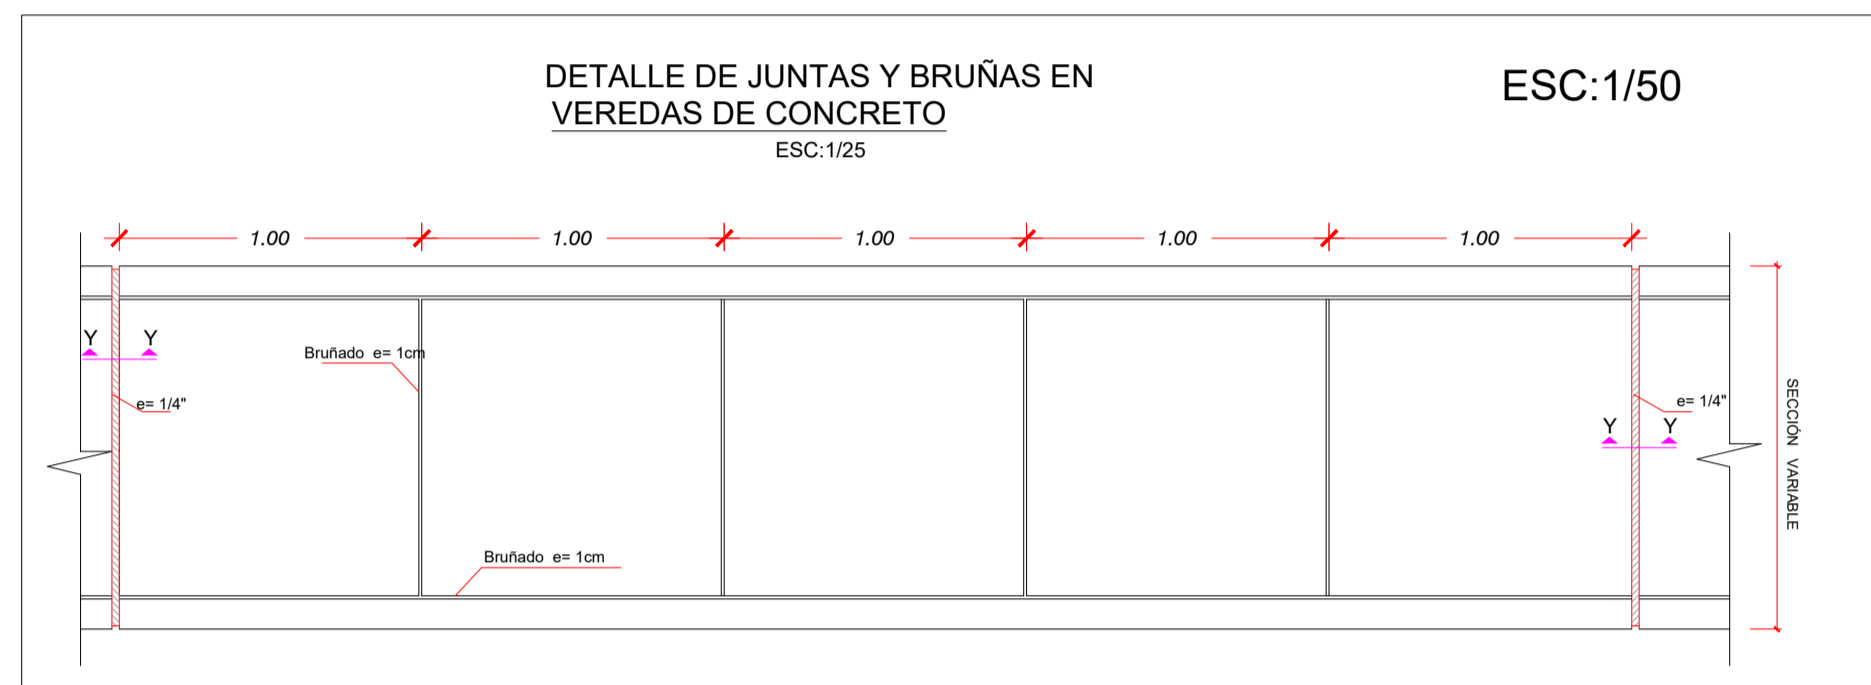 DETALLE DE JUNTAS Y BRUÑAS EN
VEREDAS DE CONCRETO
ESC:1/25
ESC:1/50
1.00 1.00 1.00 1.00 1.00
Y Y
Bruñado e= 1cm
e= 1/4"
e= 1/4"
Y Y
SECCIÓN VARIABLE
Bruñado e= 1cm